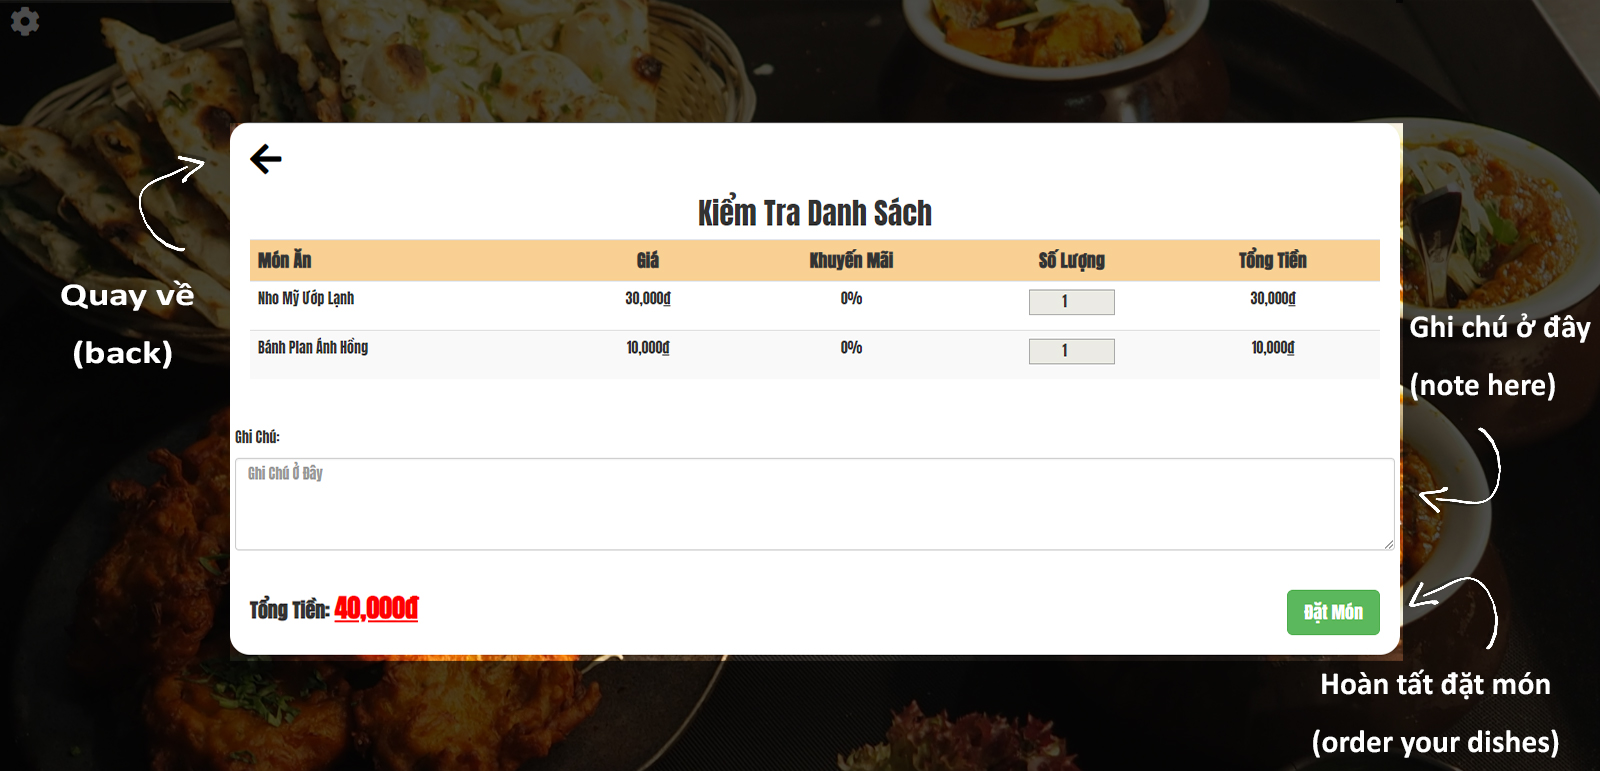 Kiểm Tra Danh Sách
Món Ăn Giá Khuyến Mãi Số Lượng Tổng Tiền
Nho Mỹ Ướp Lạnh 30,000₫ 0% 1 30,000₫
Bánh Plan Ánh Hồng 10,000₫ 0% 1 10,000₫
Quay về
(back)
Ghi chú ở đây
(note here)
Ghi Chú:
Ghi Chú Ở Đây
Tổng Tiền: 40,000đ
Đặt Món
Hoàn tất đặt món
(order your dishes)